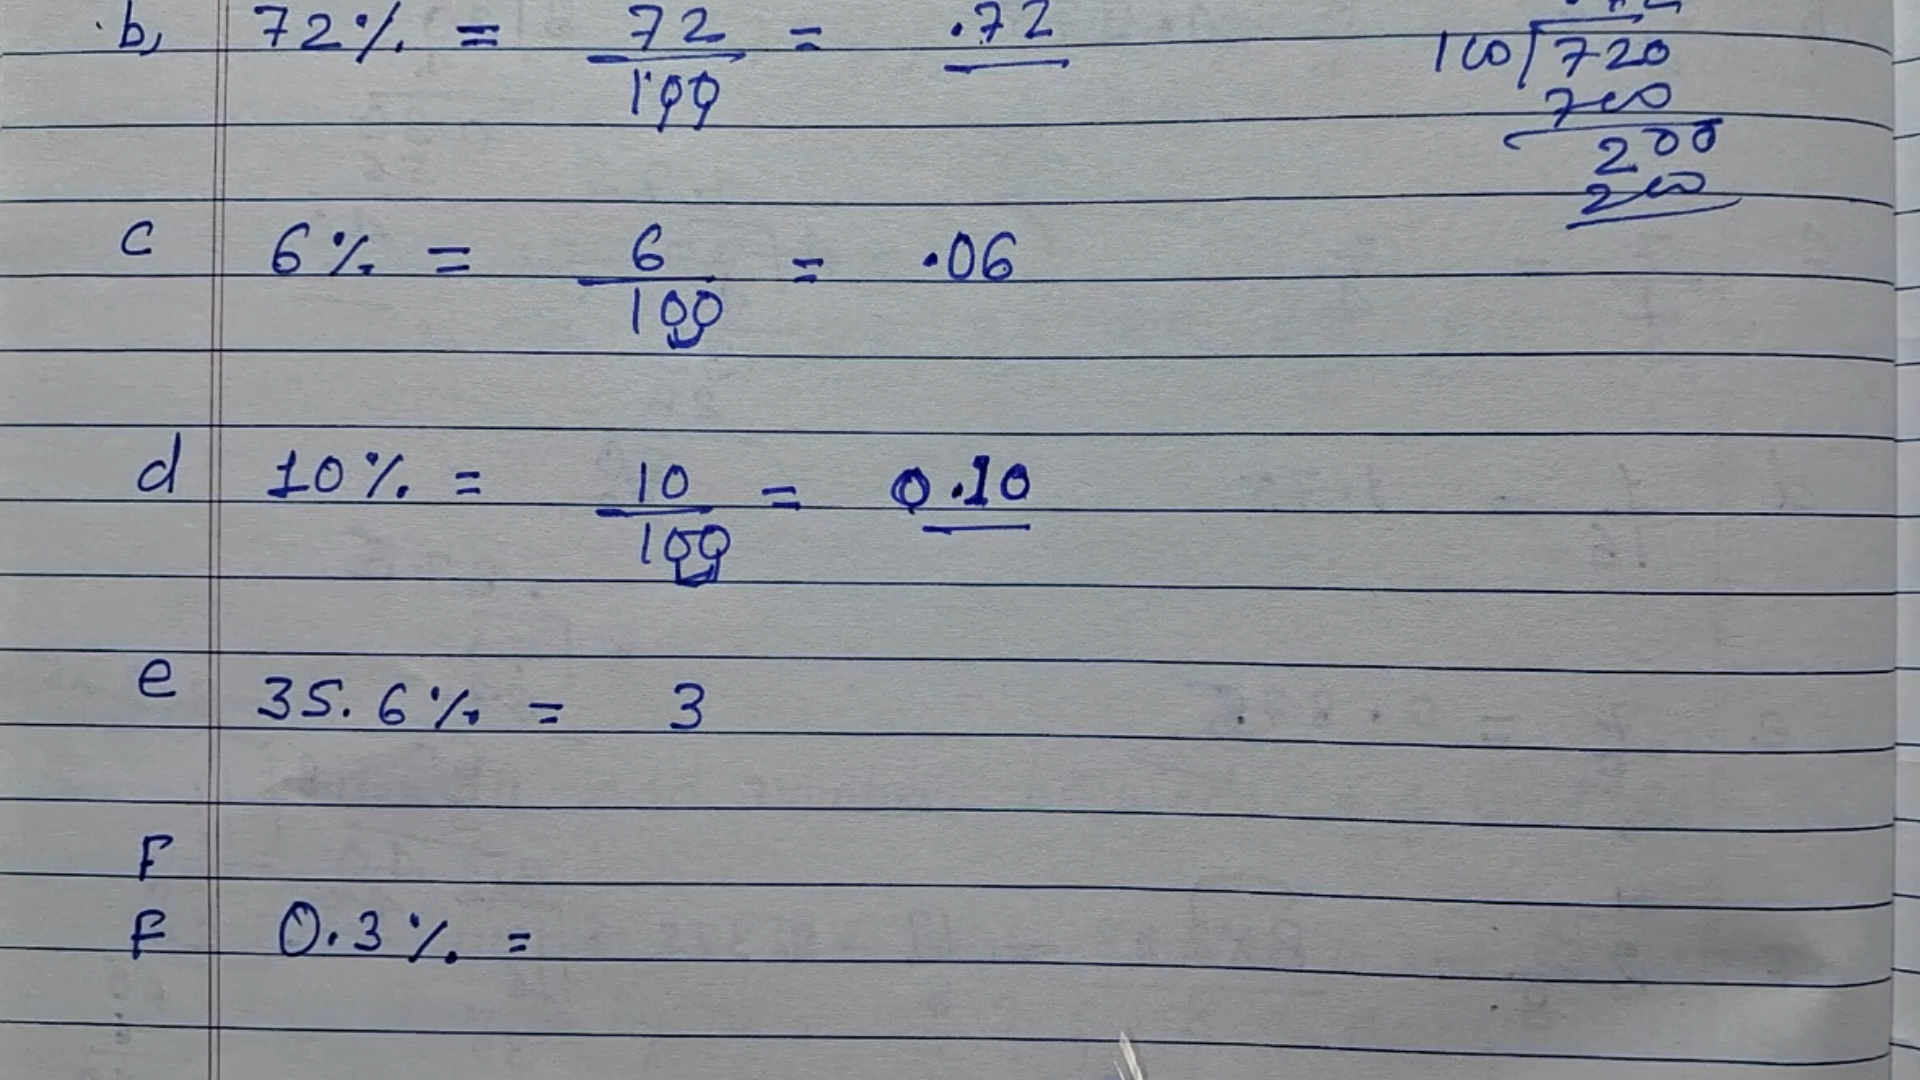 b, 72% = 72/100 = .72
100)720
700
200
200
c 6% = 6/100 = .06
d 10% = 10/100 = 0.10
e 35.6% = 3
F
F 0.3% =